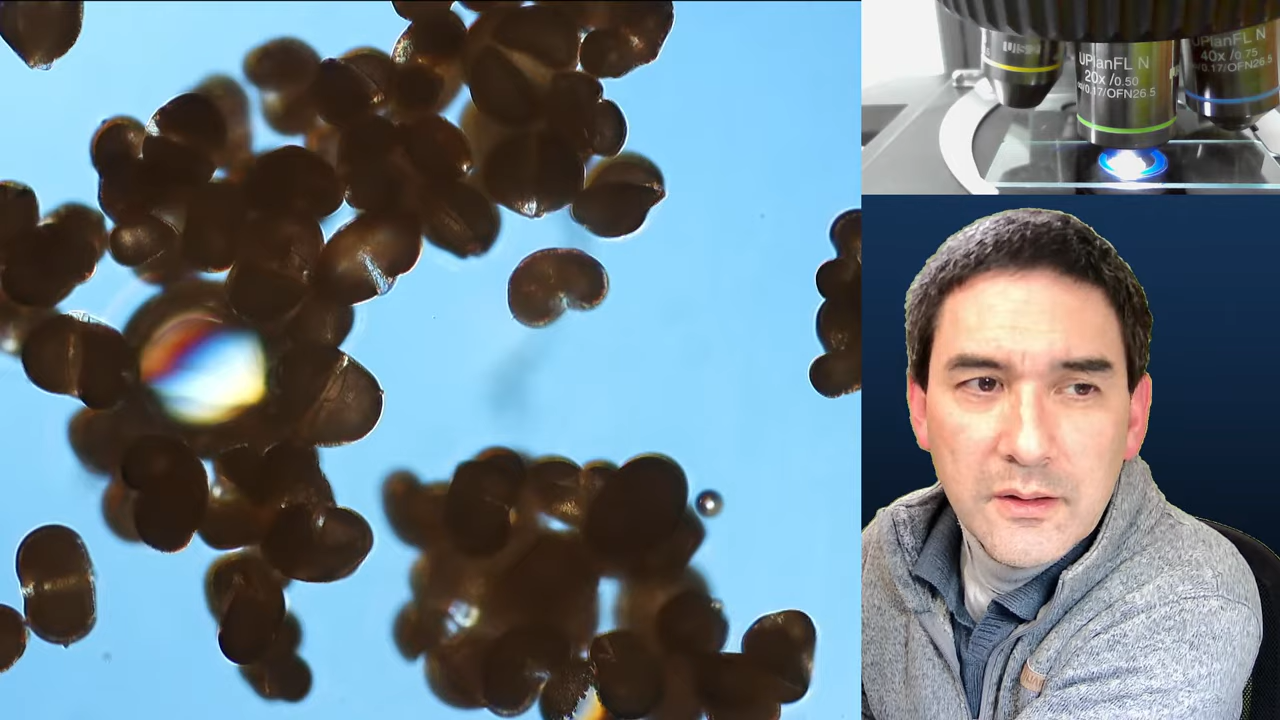 UPlanFL N
20x /0.50
∞/0.17/OFN26.5
UPlanFL N
40x /0.75
∞/0.17/OFN26.5